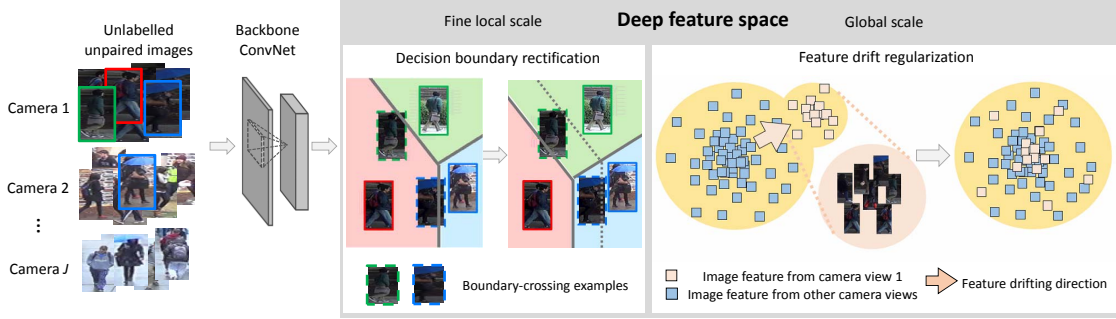 Unlabelled
unpaired images
Backbone
ConvNet
Camera 1
Camera 2
...
Camera J
Fine local scale
Deep feature space
Global scale
Decision boundary rectification
Boundary-crossing examples
Feature drift regularization
Image feature from camera view 1
Image feature from other camera views
Feature drifting direction